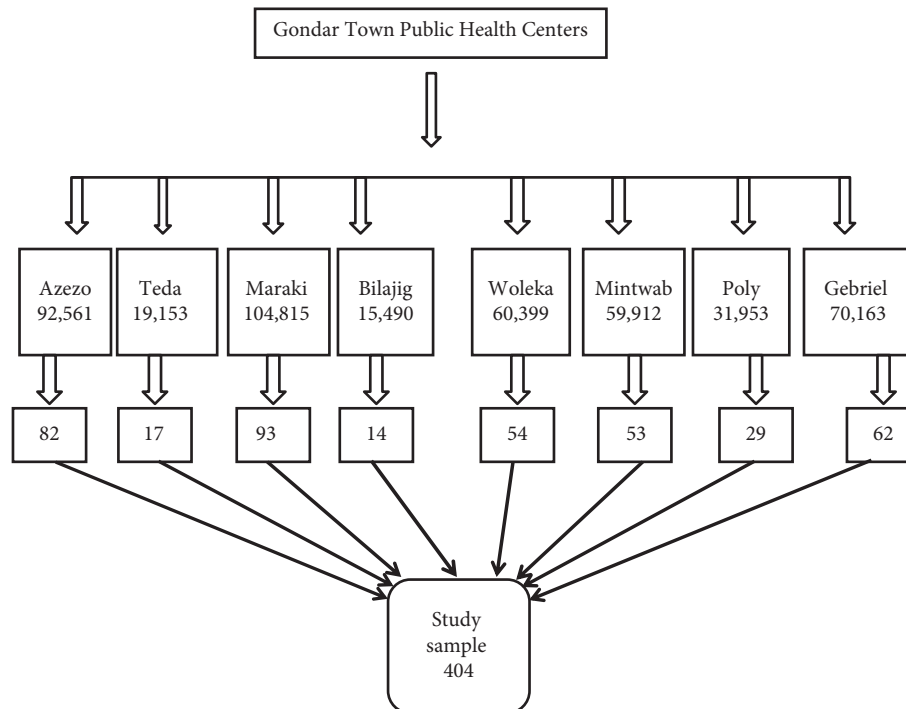 Gondar Town Public Health Centers
Azezo
92,561
Teda
19,153
Maraki
104,815
Bilajig
15,490
Woleka
60,399
Mintwab
59,912
Poly
31,953
Gebriel
70,163
82
17
93
14
54
53
29
62
Study
sample
404